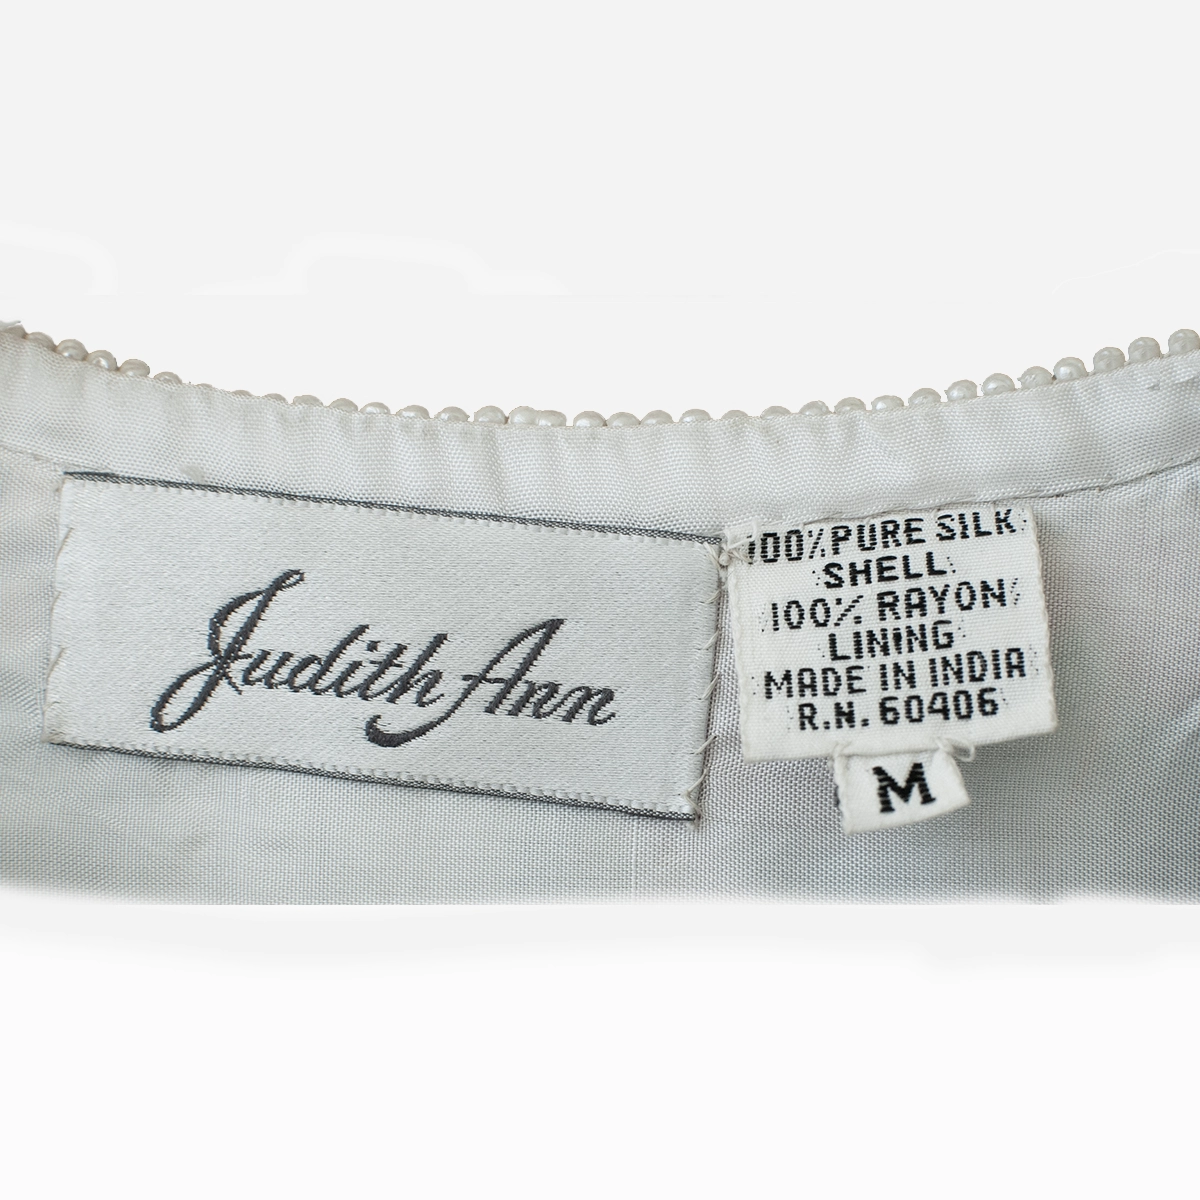 Judith Ann
100% PURE SILK
SHELL
100% RAYON
LINING
MADE IN INDIA
R.N. 60406
M